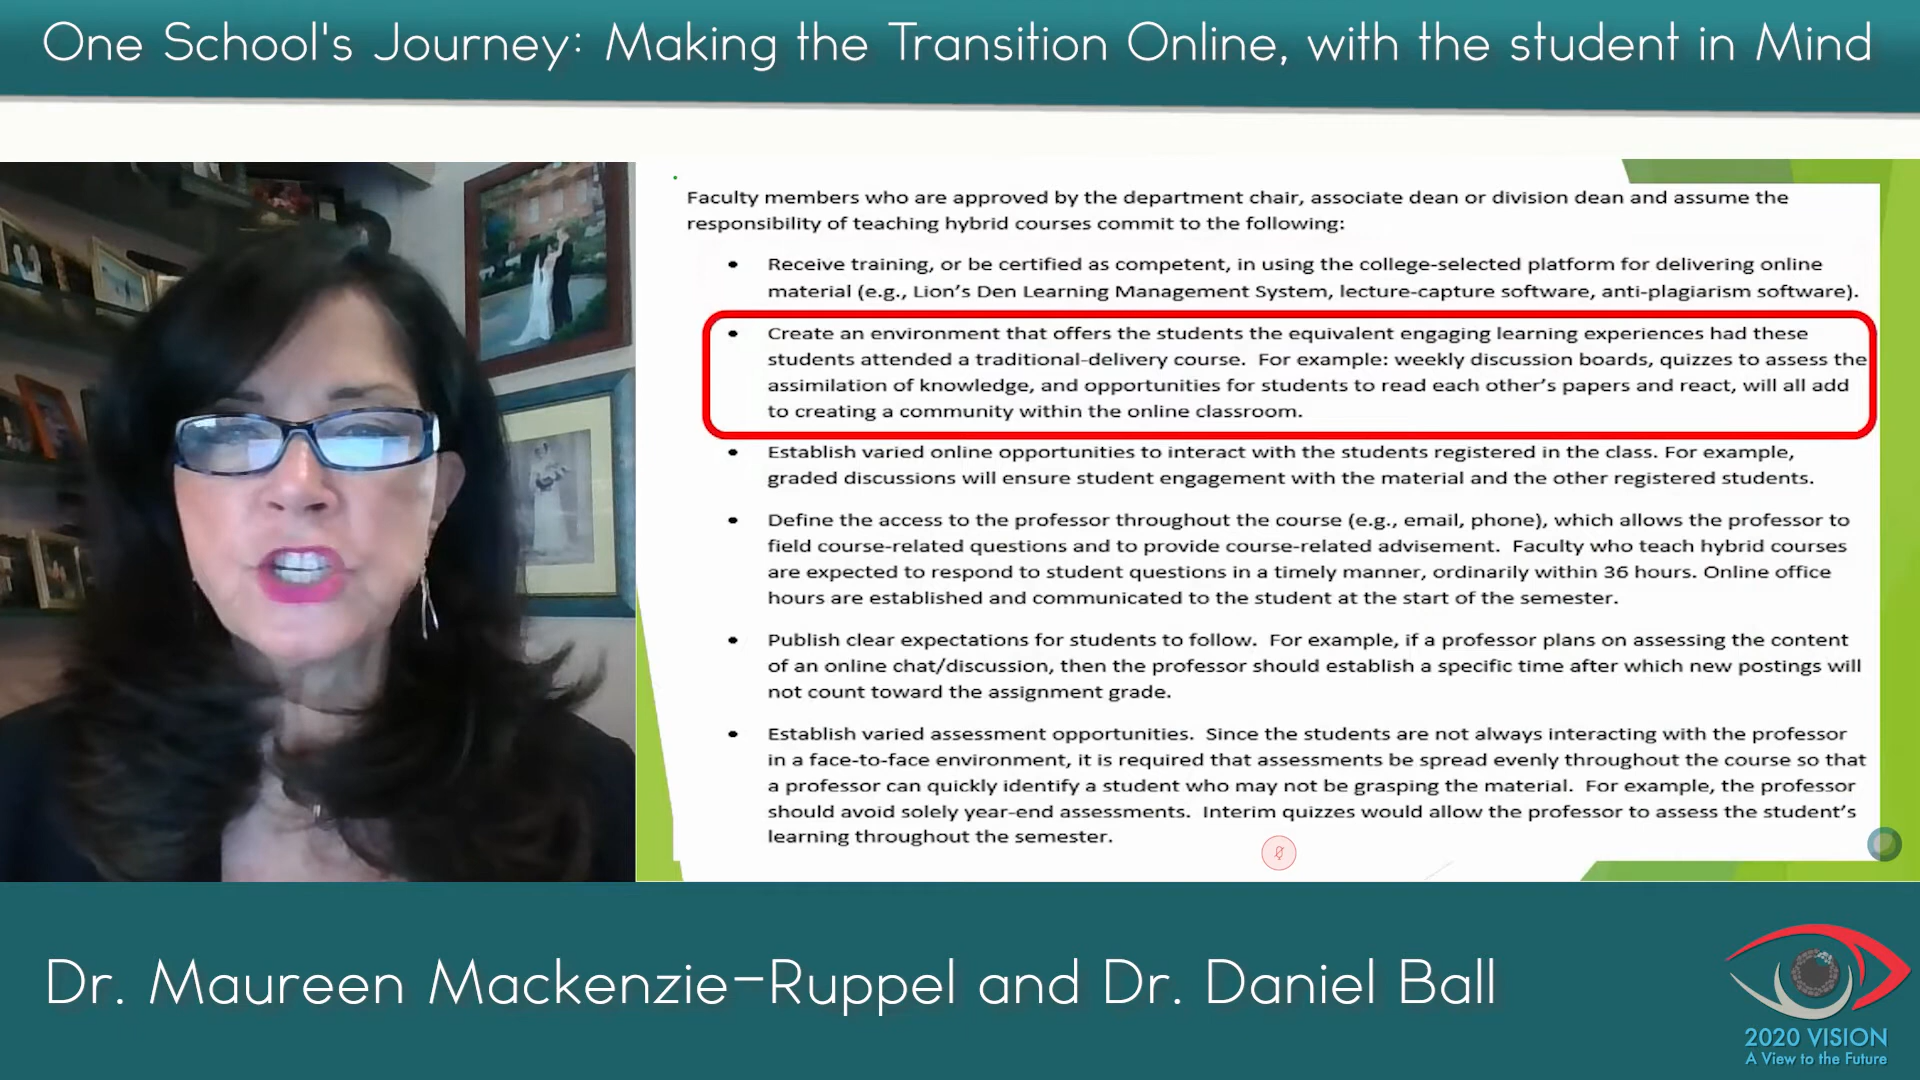 One School's Journey: Making the Transition Online, with the student in Mind
Faculty members who are approved by the department chair, associate dean or division dean and assume the
responsibility of teaching hybrid courses commit to the following:
• Receive training, or be certified as competent, in using the college-selected platform for delivering online
material (e.g., Lion's Den Learning Management System, lecture-capture software, anti-plagiarism software).
• Create an environment that offers the students the equivalent engaging learning experiences had these
students attended a traditional-delivery course. For example: weekly discussion boards, quizzes to assess the
assimilation of knowledge, and opportunities for students to read each other's papers and react, will all add
to creating a community within the online classroom.
• Establish varied online opportunities to interact with the students registered in the class. For example,
graded discussions will ensure student engagement with the material and the other registered students.
• Define the access to the professor throughout the course (e.g., email, phone), which allows the professor to
field course-related questions and to provide course-related advisement. Faculty who teach hybrid courses
are expected to respond to student questions in a timely manner, ordinarily within 36 hours. Online office
hours are established and communicated to the student at the start of the semester.
• Publish clear expectations for students to follow. For example, if a professor plans on assessing the content
of an online chat/discussion, then the professor should establish a specific time after which new postings will
not count toward the assignment grade.
• Establish varied assessment opportunities. Since the students are not always interacting with the professor
in a face-to-face environment, it is required that assessments be spread evenly throughout the course so that
a professor can quickly identify a student who may not be grasping the material. For example, the professor
should avoid solely year-end assessments. Interim quizzes would allow the professor to assess the student's
learning throughout the semester.
Dr. Maureen Mackenzie-Ruppel and Dr. Daniel Ball
2020 VISION
A View to the Future